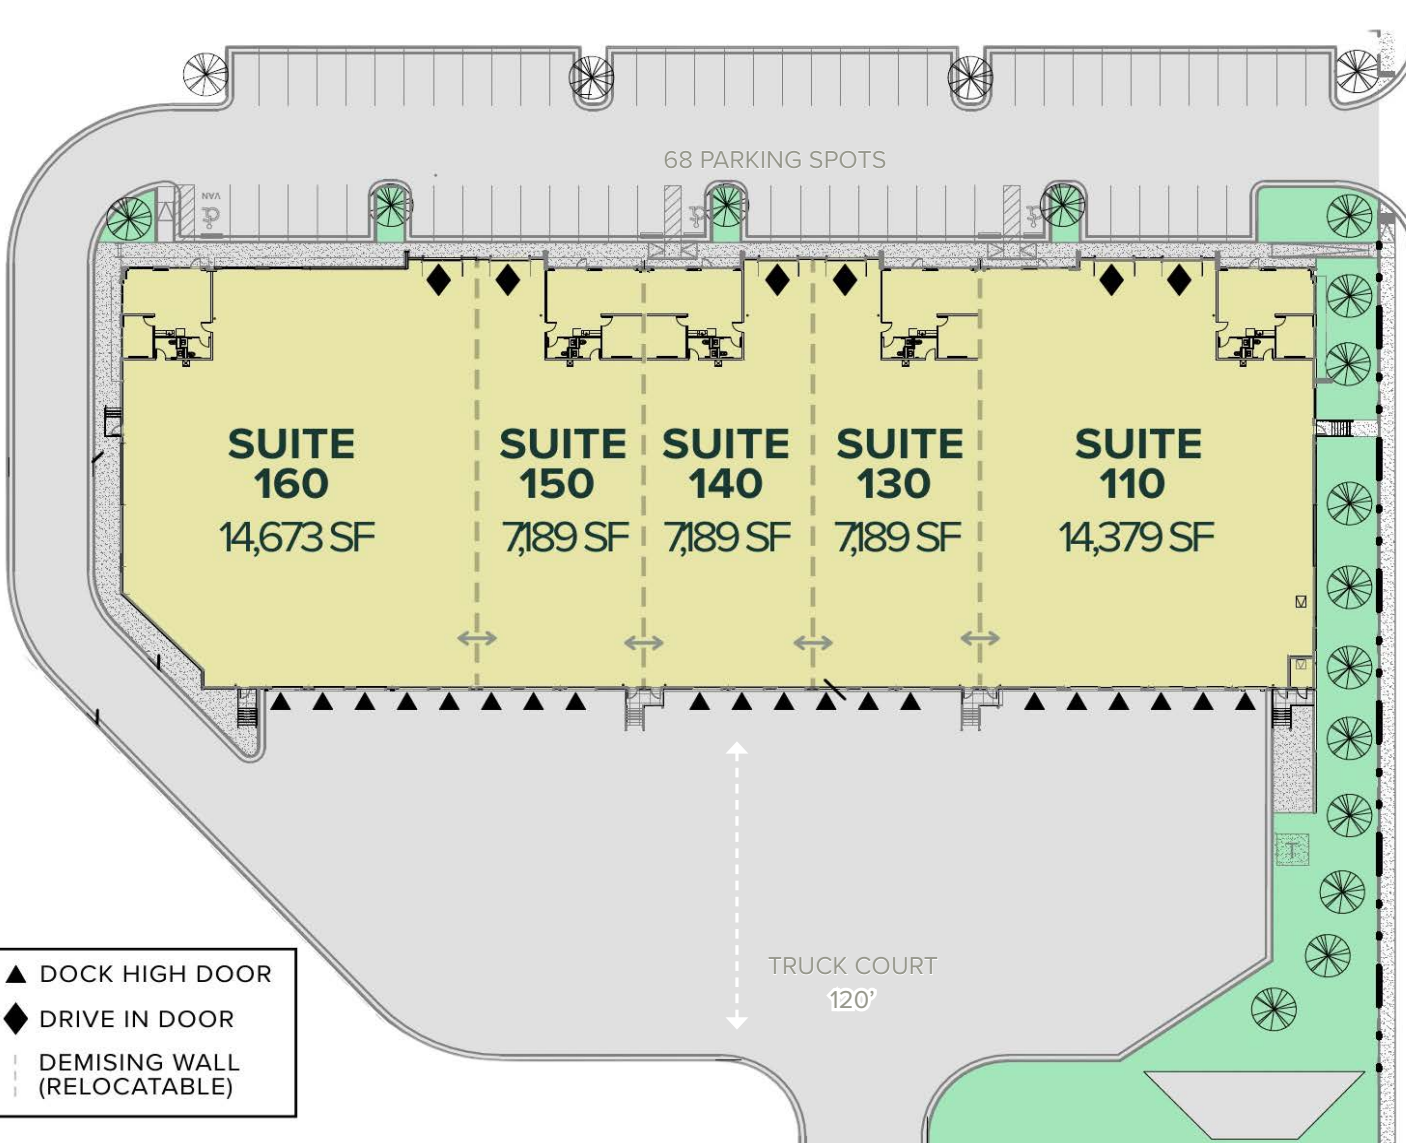 68 PARKING SPOTS
VAN
SUITE
160
14,673 SF
SUITE
150
7,189 SF
SUITE
140
7,189 SF
SUITE
130
7,189 SF
SUITE
110
14,379 SF
T
TRUCK COURT
120'
DOCK HIGH DOOR
DRIVE IN DOOR
DEMISING WALL
(RELOCATABLE)